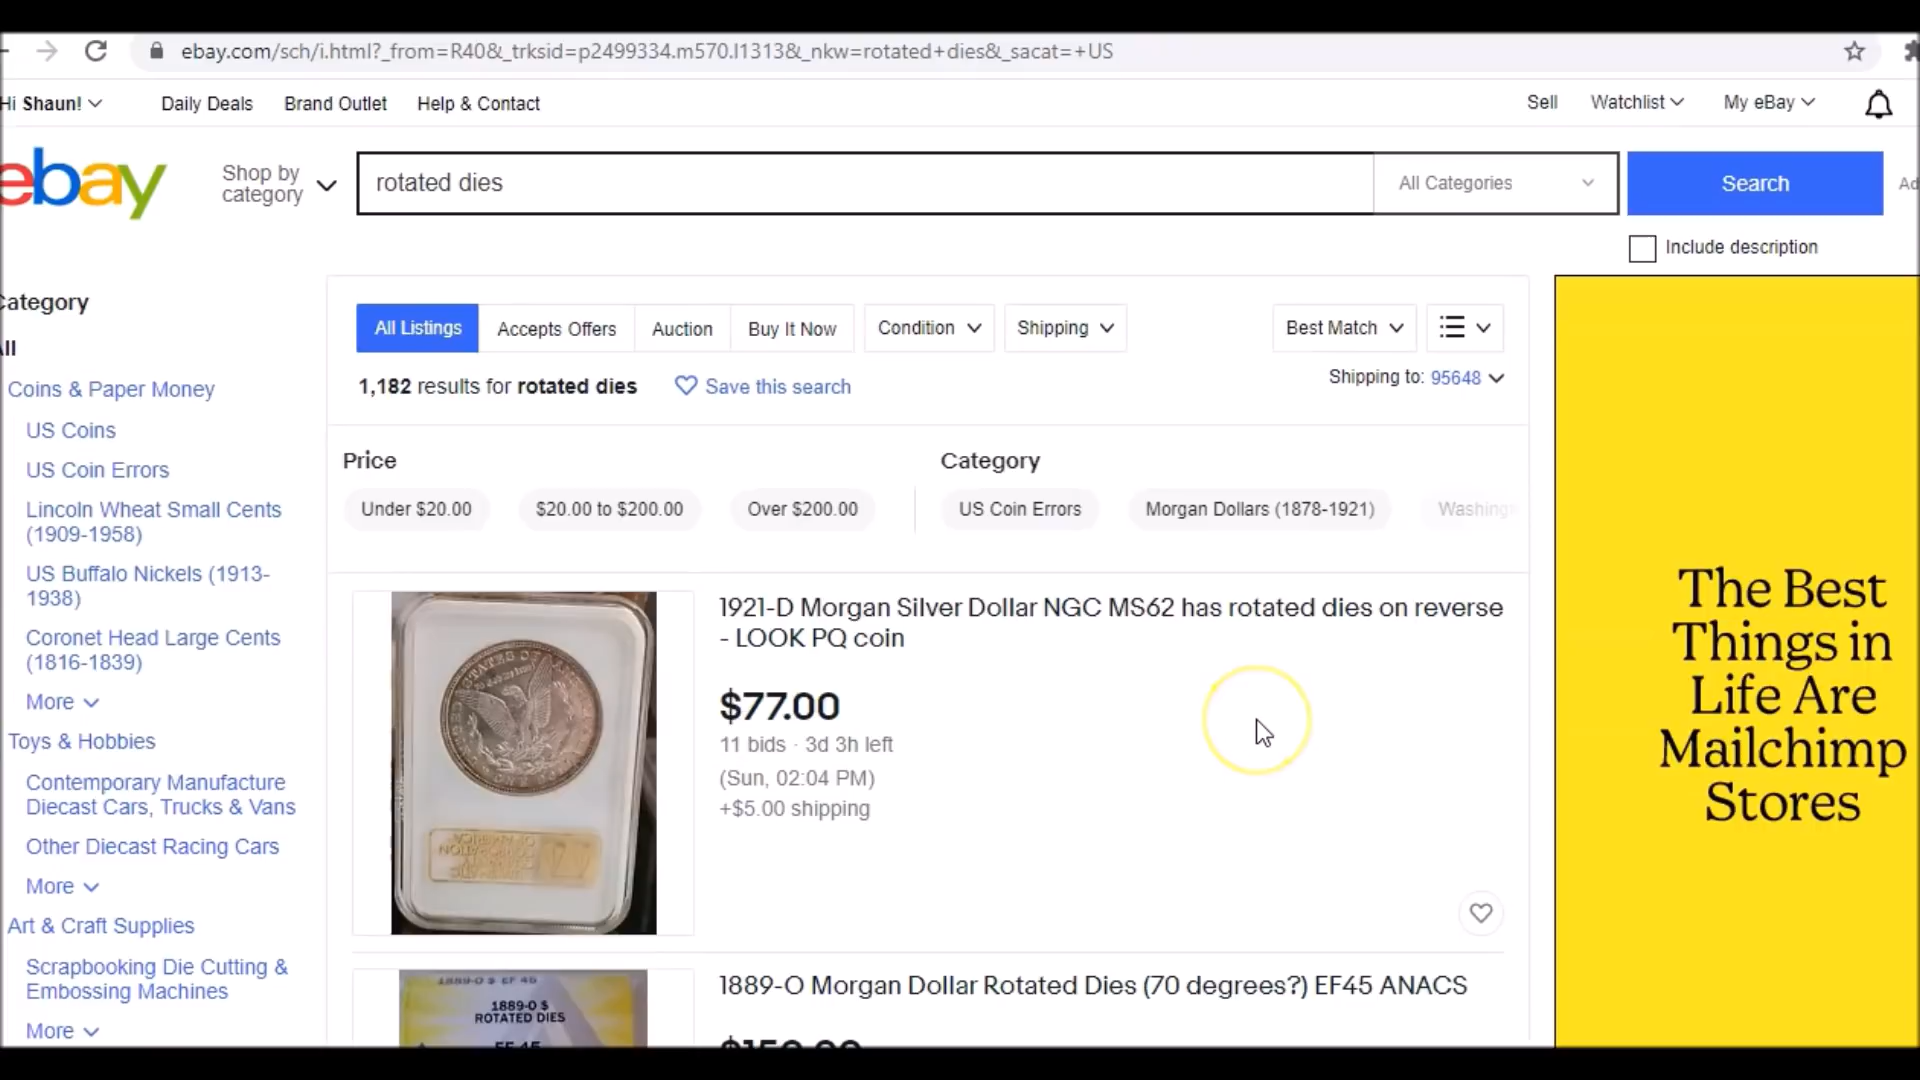 ebay.com/sch/i.html?_from=R40&_trksid=p2499334.m570.l1313&_nkw=rotated+dies&_sacat=+US
Hi Shaun!
Daily Deals
Brand Outlet
Help & Contact
Sell
Watchlist
My eBay
ebay
Shop by
category
rotated dies
All Categories
Search
Ad
Include description
Category
All
Coins & Paper Money
US Coins
US Coin Errors
Lincoln Wheat Small Cents
(1909-1958)
US Buffalo Nickels (1913-
1938)
Coronet Head Large Cents
(1816-1839)
More
Toys & Hobbies
Contemporary Manufacture
Diecast Cars, Trucks & Vans
Other Diecast Racing Cars
More
Art & Craft Supplies
Scrapbooking Die Cutting &
Embossing Machines
More
All Listings
Accepts Offers
Auction
Buy It Now
Condition
Shipping
Best Match
1,182 results for rotated dies
Save this search
Shipping to: 95648
Price
Under $20.00
$20.00 to $200.00
Over $200.00
Category
US Coin Errors
Morgan Dollars (1878-1921)
Washing
1921-D Morgan Silver Dollar NGC MS62 has rotated dies on reverse
- LOOK PQ coin
$77.00
11 bids · 3d 3h left
(Sun, 02:04 PM)
+$5.00 shipping
1889-O $ EF 45
1889-O $
ROTATED DIES
EF 45
1889-O Morgan Dollar Rotated Dies (70 degrees?) EF45 ANACS
The Best
Things in
Life Are
Mailchimp
Stores